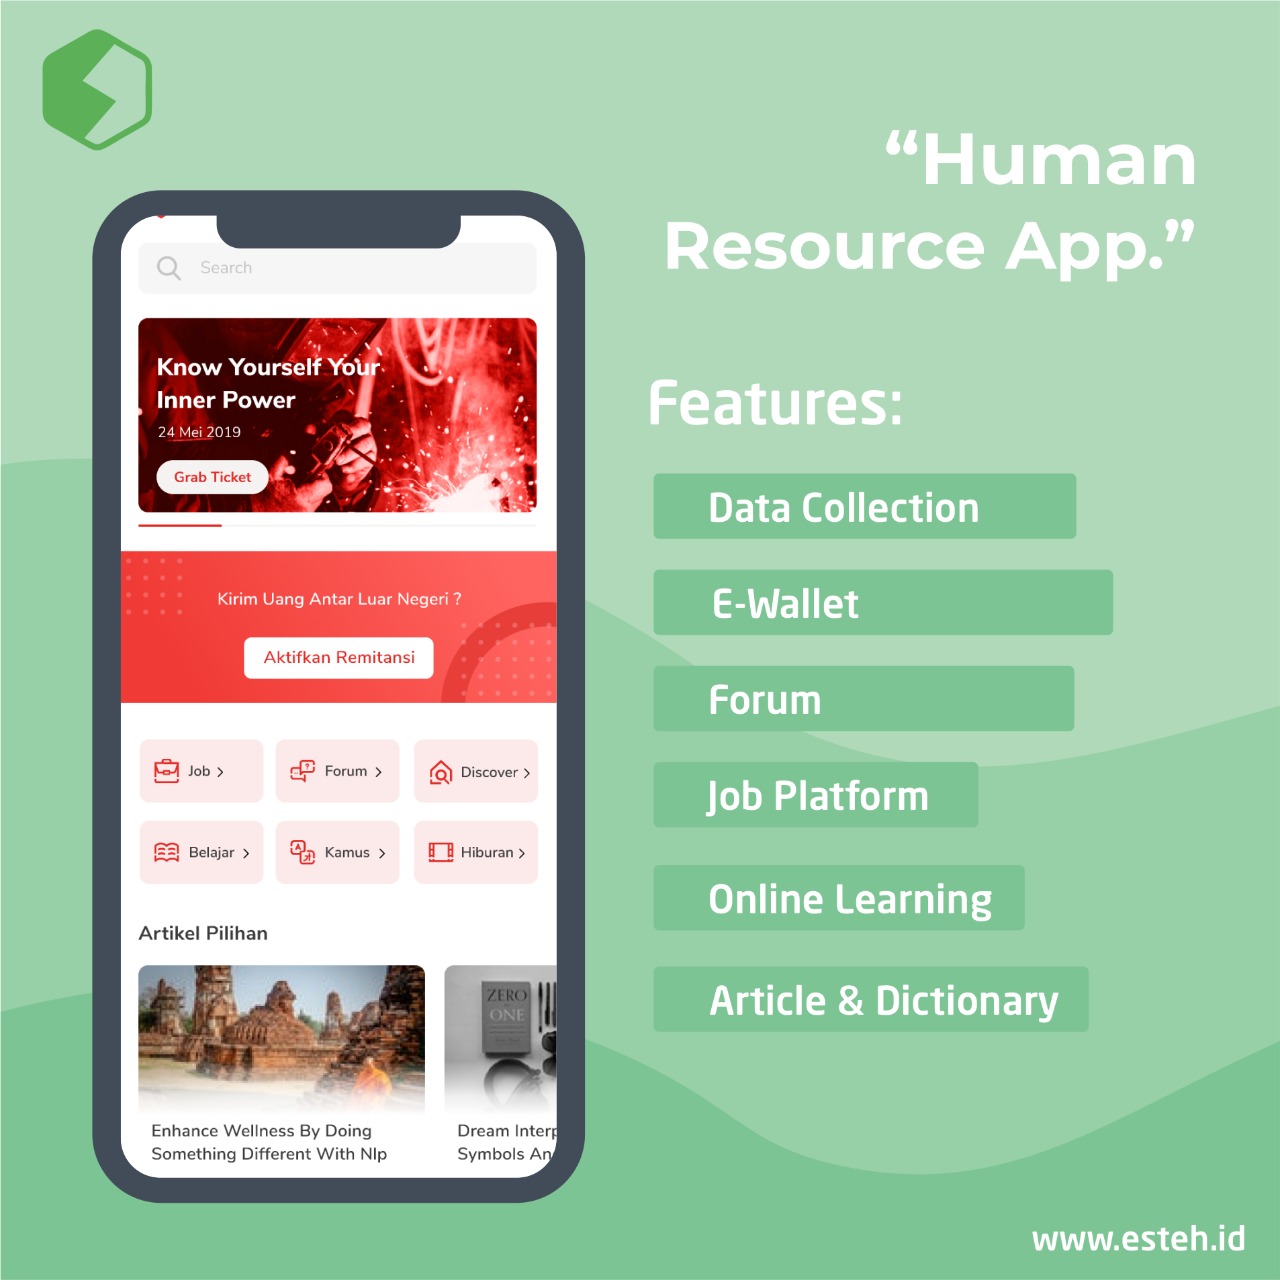 “Human
Resource App.”
Search
Know Yourself Your
Inner Power
24 Mei 2019
Grab Ticket
Kirim Uang Antar Luar Negeri ?
Aktifkan Remitansi
Job >
Forum >
Discover >
Belajar >
Kamus >
Hiburan >
Artikel Pilihan
ZERO
ONE
Enhance Wellness By Doing
Something Different With Nlp
Dream Interp
Symbols An
Features:
Data Collection
E-Wallet
Forum
Job Platform
Online Learning
Article & Dictionary
www.esteh.id